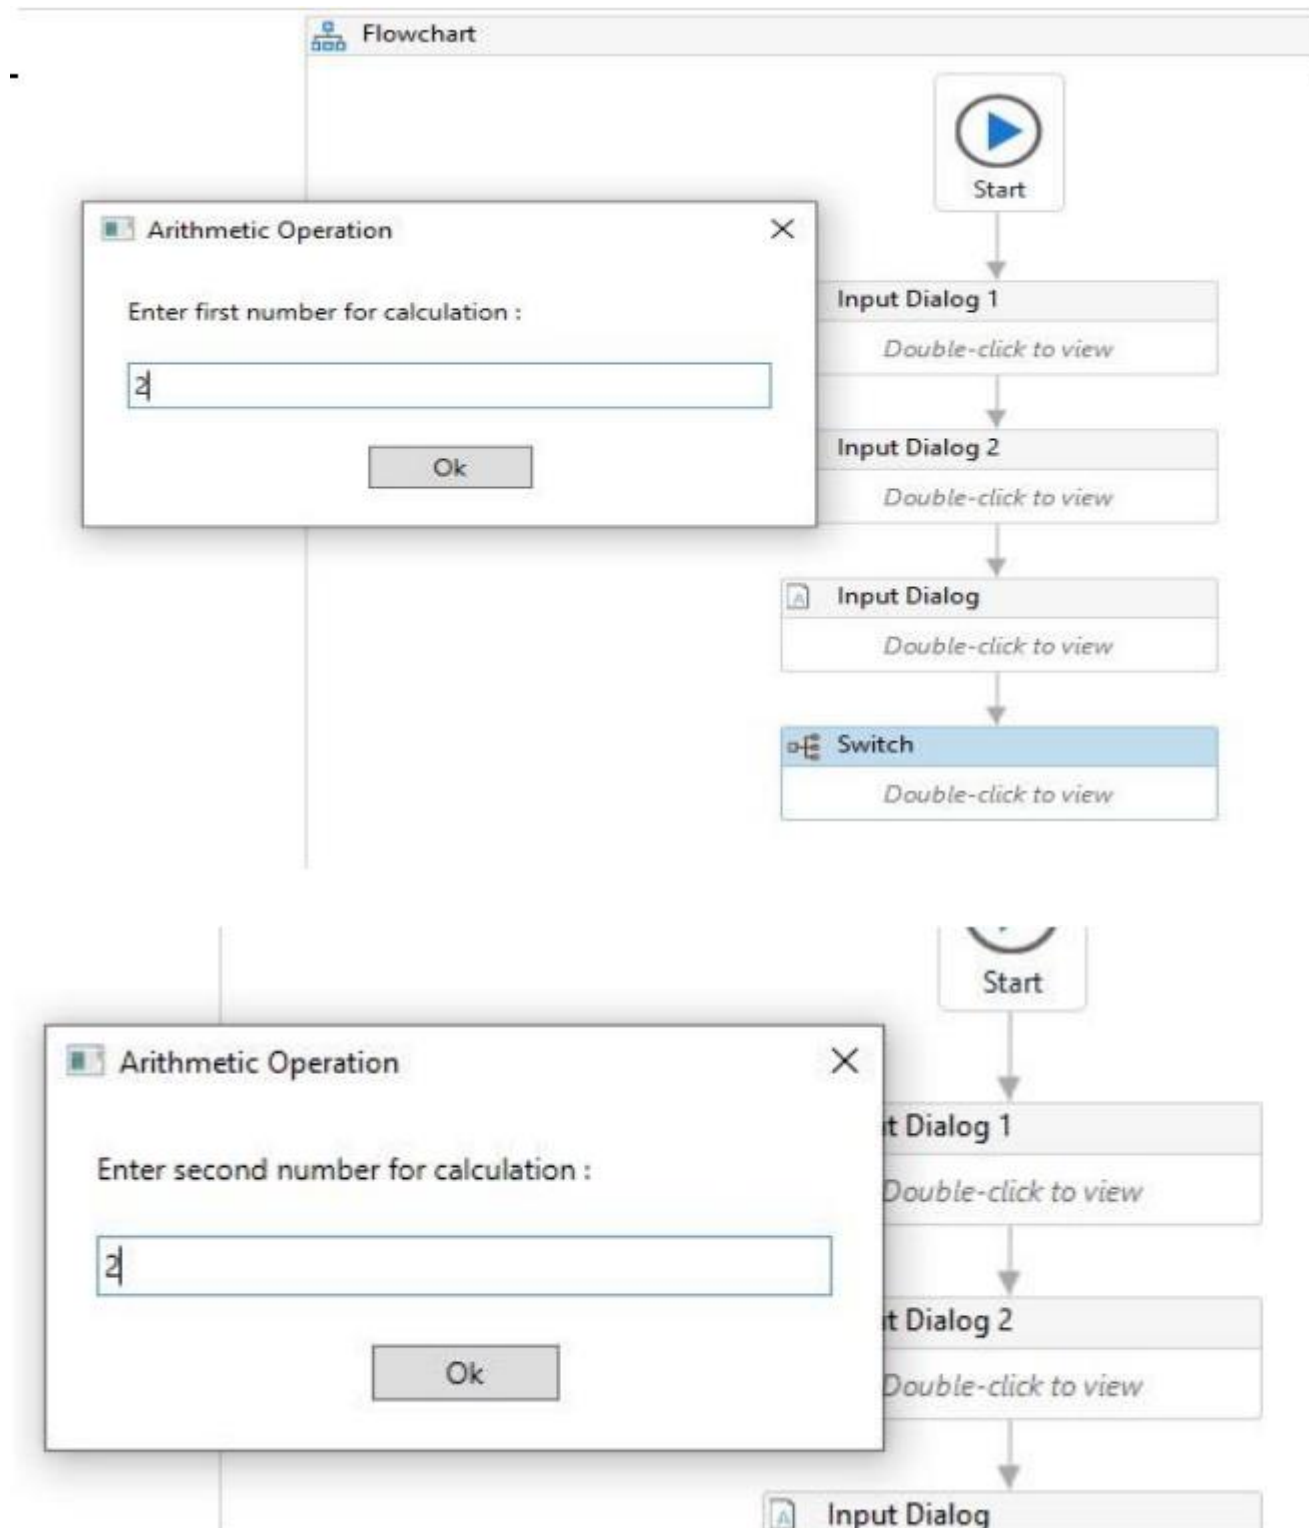 Flowchart
Start
Arithmetic Operation
Enter first number for calculation :
2
Ok
Input Dialog 1
Double-click to view
Input Dialog 2
Double-click to view
Input Dialog
Double-click to view
Switch
Double-click to view
Start
Arithmetic Operation
Enter second number for calculation :
2
Ok
t Dialog 1
Double-click to view
t Dialog 2
Double-click to view
Input Dialog